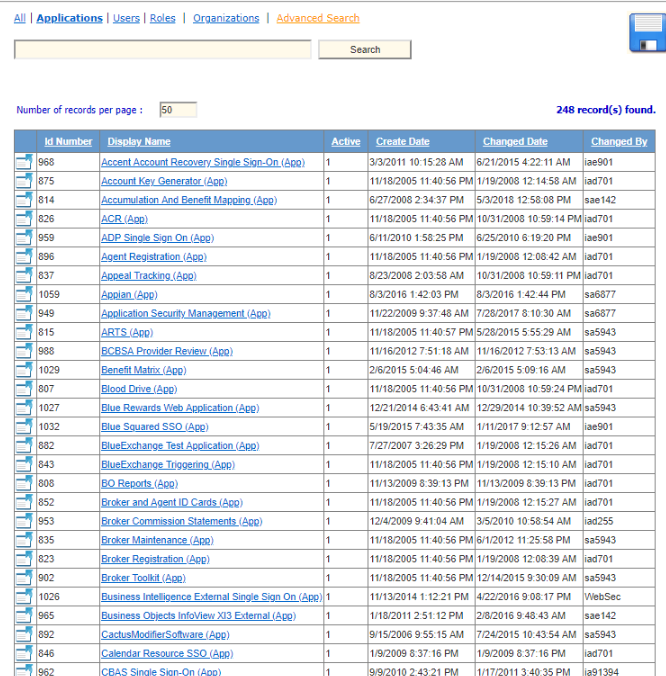 All | Applications | Users | Roles | Organizations | Advanced Search
Search
Number of records per page : 50 248 record(s) found.
Id Number Display Name Active Create Date Changed Date Changed By
968 Accent Account Recovery Single Sign-On (App) 1 3/3/2011 10:15:28 AM 6/21/2015 4:22:11 AM iae901
875 Account Key Generator (App) 1 11/18/2005 11:40:56 PM 1/19/2008 12:14:58 AM iad701
814 Accumulation And Benefit Mapping (App) 1 6/27/2008 2:34:37 PM 5/3/2018 12:58:08 PM sae142
826 ACR (App) 1 11/18/2005 11:40:56 PM 10/31/2008 10:59:14 PM iad701
959 ADP Single Sign On (App) 1 6/11/2010 1:58:25 PM 6/25/2010 6:19:20 PM iae901
896 Agent Registration (App) 1 11/18/2005 11:40:56 PM 1/19/2008 12:08:42 AM iad701
837 Appeal Tracking (App) 1 8/23/2008 2:03:58 AM 10/31/2008 10:59:11 PM iad701
1059 Appian (App) 1 8/3/2016 1:42:03 PM 8/3/2016 1:42:44 PM sa6877
949 Application Security Management (App) 1 11/22/2009 9:37:48 AM 7/28/2017 8:10:30 AM sa6877
815 ARTS (App) 1 11/18/2005 11:40:57 PM 5/28/2015 5:55:29 AM sa5943
988 BCBSA Provider Review (App) 1 11/16/2012 7:51:18 AM 11/16/2012 7:53:13 AM sa5943
1029 Benefit Matrix (App) 1 2/6/2015 5:04:46 AM 2/6/2015 5:09:16 AM sa5943
807 Blood Drive (App) 1 11/18/2005 11:40:56 PM 10/31/2008 10:59:24 PM iad701
1027 Blue Rewards Web Application (App) 1 12/21/2014 6:43:41 AM 12/29/2014 10:39:52 AM sa5943
1032 Blue Squared SSO (App) 1 5/19/2015 7:43:35 AM 1/11/2017 9:12:57 AM iae901
882 BlueExchange Test Application (App) 1 7/27/2007 3:26:29 PM 1/19/2008 12:15:26 AM iad701
843 BlueExchange Triggering (App) 1 11/18/2005 11:40:56 PM 1/19/2008 12:15:10 AM iad701
808 BO Reports (App) 1 11/13/2009 8:39:13 PM 11/13/2009 8:39:13 PM iad701
852 Broker and Agent ID Cards (App) 1 11/18/2005 11:40:56 PM 1/19/2008 12:15:27 AM iad701
953 Broker Commission Statements (App) 1 12/4/2009 9:41:04 AM 3/5/2010 10:58:54 AM iad255
835 Broker Maintenance (App) 1 11/18/2005 11:40:56 PM 6/1/2012 11:25:58 PM sa5943
823 Broker Registration (App) 1 11/18/2005 11:40:56 PM 1/19/2008 12:08:39 AM iad701
902 Broker Toolkit (App) 1 11/18/2005 11:40:56 PM 12/14/2015 9:30:09 AM sa5943
1026 Business Intelligence External Single Sign On (App) 1 11/13/2014 1:12:21 PM 4/22/2016 9:08:17 PM WebSec
965 Business Objects InfoView XI3 External (App) 1 1/18/2011 2:51:12 PM 2/8/2016 9:48:43 AM sae142
892 CactusModifierSoftware (App) 1 9/15/2006 9:55:15 AM 7/24/2015 10:43:54 AM sa5943
846 Calendar Resource SSO (App) 1 1/9/2009 8:37:16 PM 1/9/2009 8:37:16 PM iad701
962 CBAS Single Sign-On (App) 1 9/9/2010 2:43:21 PM 1/17/2011 3:40:35 PM ia91394